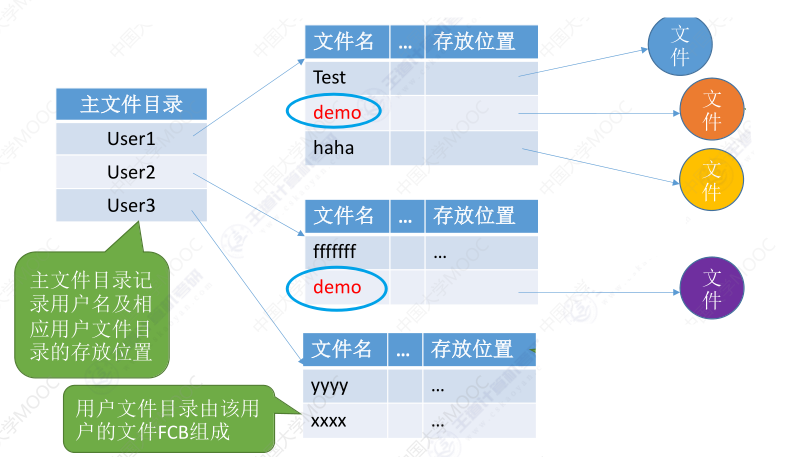 主文件目录
User1
User2
User3
主文件目录记
录用户名及相
应用户文件目
录的存放位置
文件名 ... 存放位置
Test
demo
haha
文
件
文
件
文
件
文件名 ... 存放位置
fffffff ...
demo
文
件
文件名 ... 存放位置
yyyy ...
xxxx ...
用户文件目录由该用
户的文件FCB组成